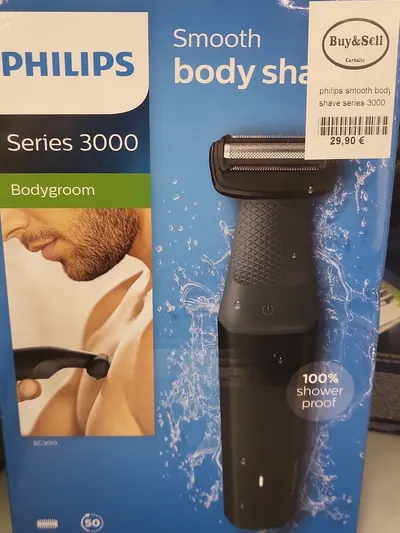 PHILIPS
Series 3000
Bodygroom
Smooth
body sha
Buy&Sell
Carballo
philips smooth body
shave series 3000
29,90 €
100%
shower
proof
BG3010
50